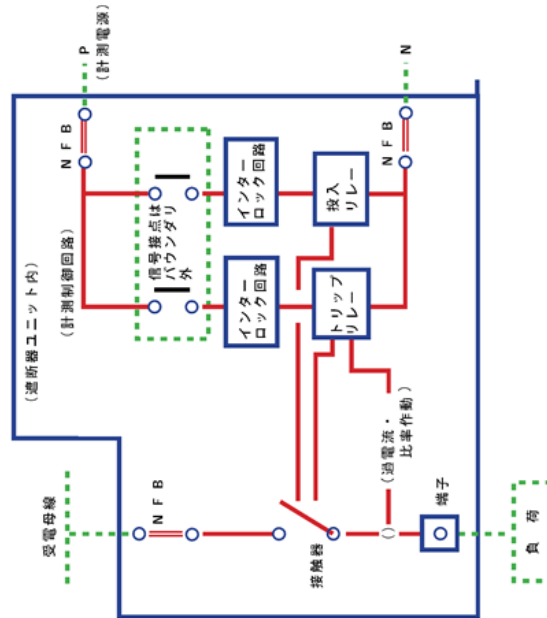 P
(計測電源)
N
(遮断器ユニット内)
(計測制御回路)
NFB
NFB
信号接点は
バウンダリ
外
インター
ロック回路
インター
ロック回路
投入
リレー
トリップ
リレー
受電母線
NFB
接触器
(過電流・
比率作動)
()
端子
負荷